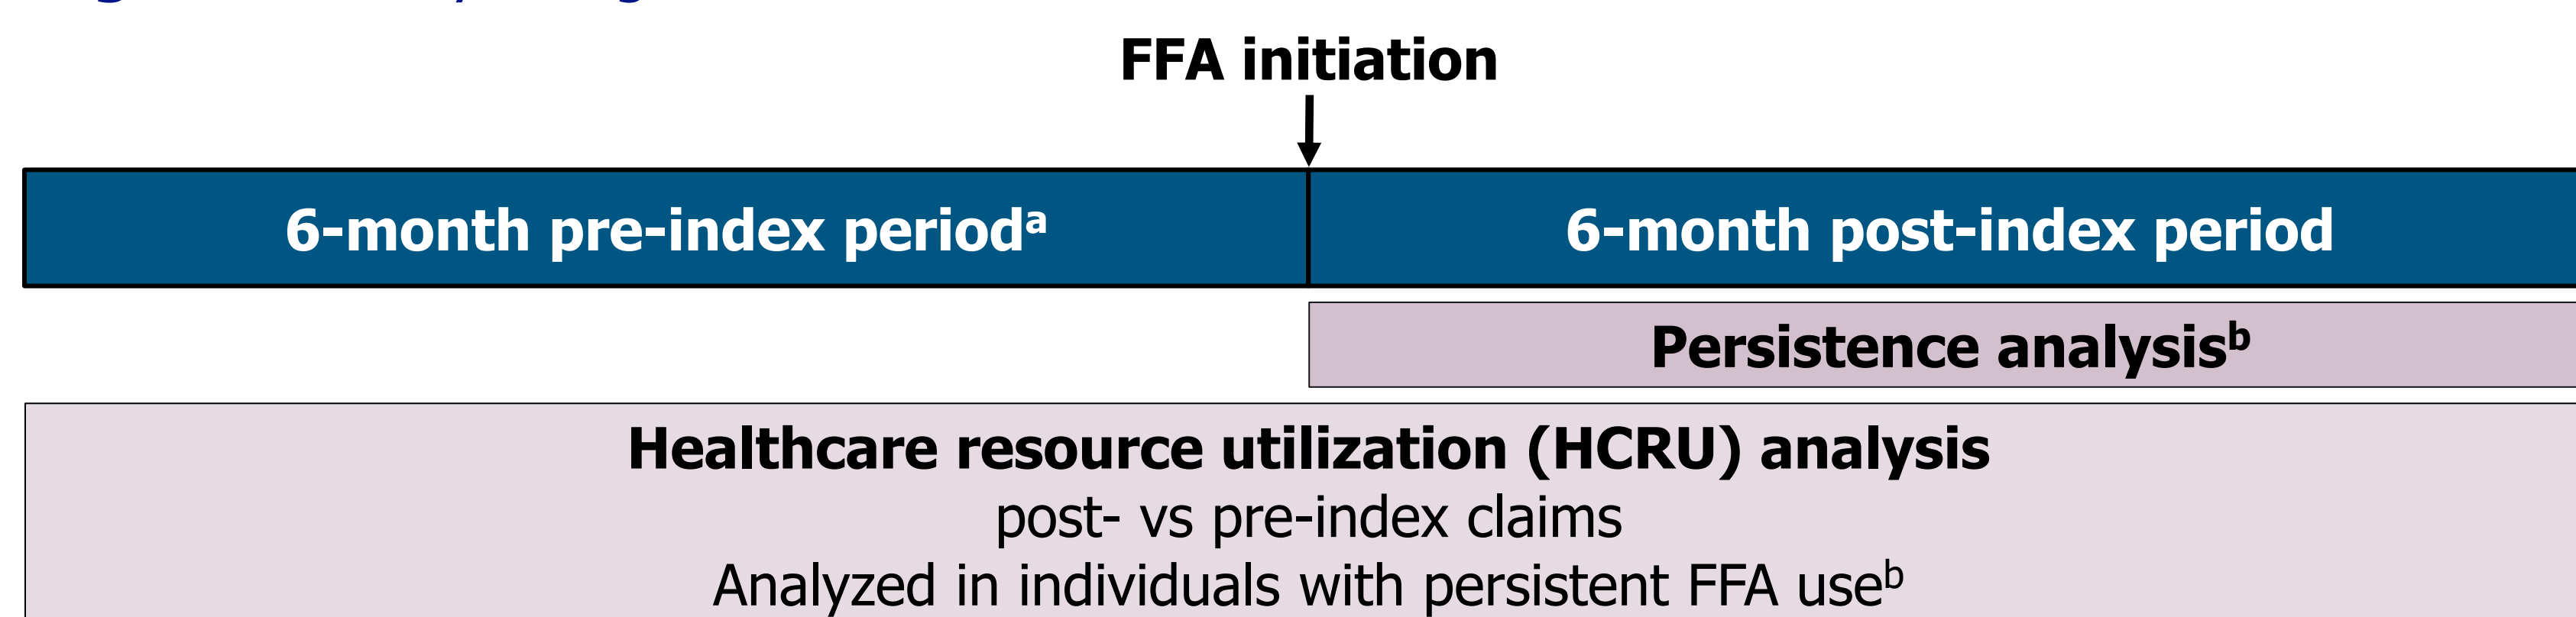 FFA initiation
6-month pre-index periodᵃ
6-month post-index period
Persistence analysisᵇ
Healthcare resource utilization (HCRU) analysis
post- vs pre-index claims
Analyzed in individuals with persistent FFA useᵇ